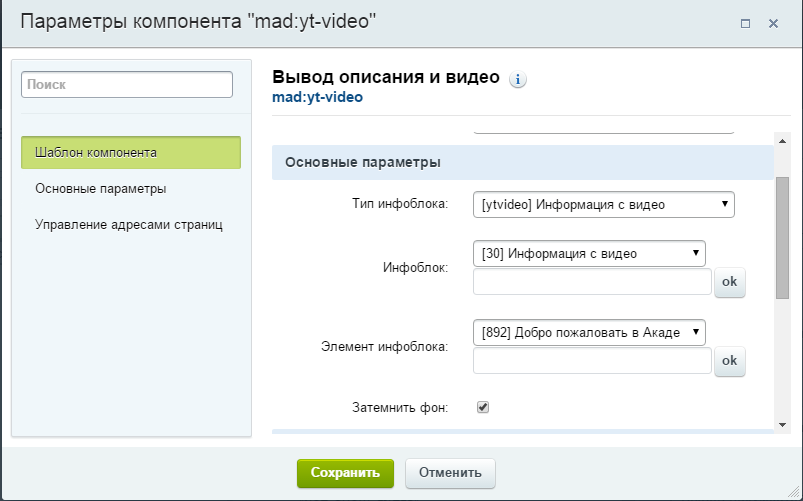 Параметры компонента "mad:yt-video"
Поиск
Шаблон компонента
Основные параметры
Управление адресами страниц
Вывод описания и видео
mad:yt-video
Основные параметры
Тип инфоблока: [ytvideo] Информация с видео
Инфоблок: [30] Информация с видео
ok
Элемент инфоблока: [892] Добро пожаловать в Акаде
ok
Затемнить фон:
Сохранить Отменить